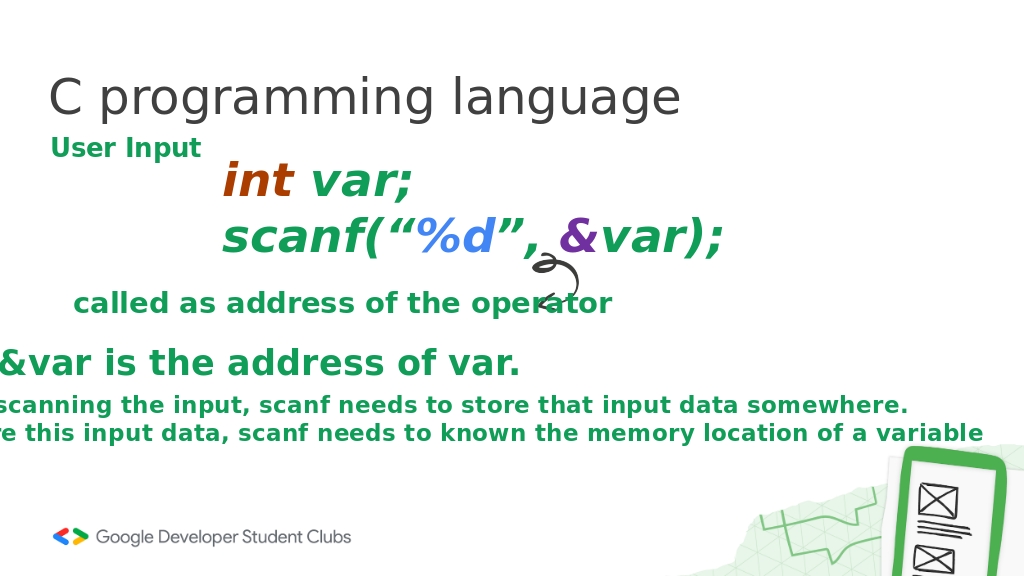 C programming language
User Input
int var;
scanf(“%d”, &var);
called as address of the operator
&var is the address of var.
scanning the input, scanf needs to store that input data somewhere.
this input data, scanf needs to known the memory location of a variable
Google Developer Student Clubs